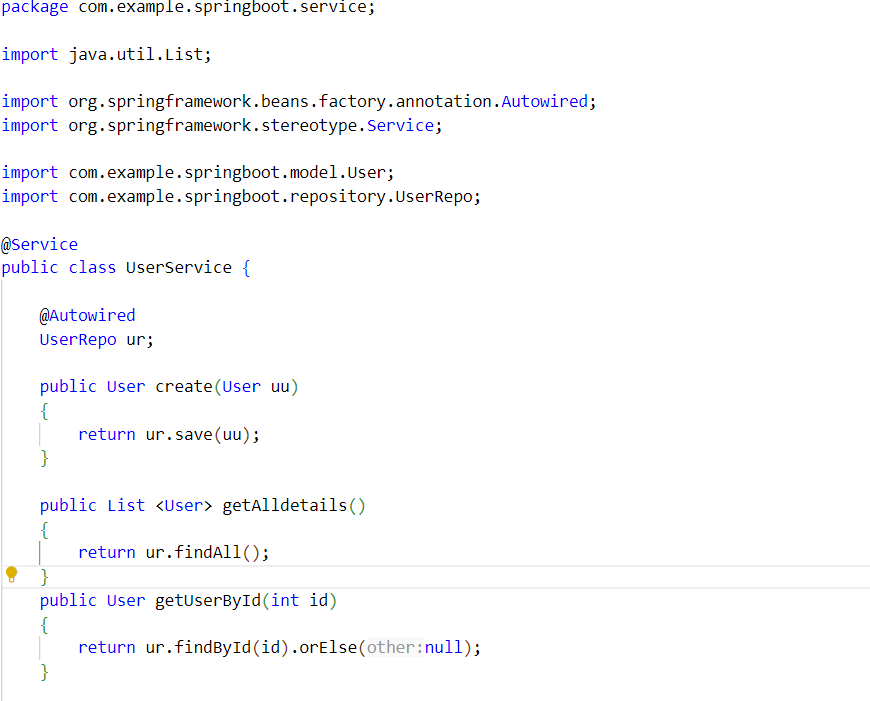 package com.example.springboot.service;
import java.util.List;
import org.springframework.beans.factory.annotation.Autowired;
import org.springframework.stereotype.Service;
import com.example.springboot.model.User;
import com.example.springboot.repository.UserRepo;
@Service
public class UserService {
@Autowired
UserRepo ur;
public User create(User uu)
{
return ur.save(uu);
}
public List <User> getAlldetails()
{
return ur.findAll();
}
public User getUserById(int id)
{
return ur.findById(id).orElse(other:null);
}